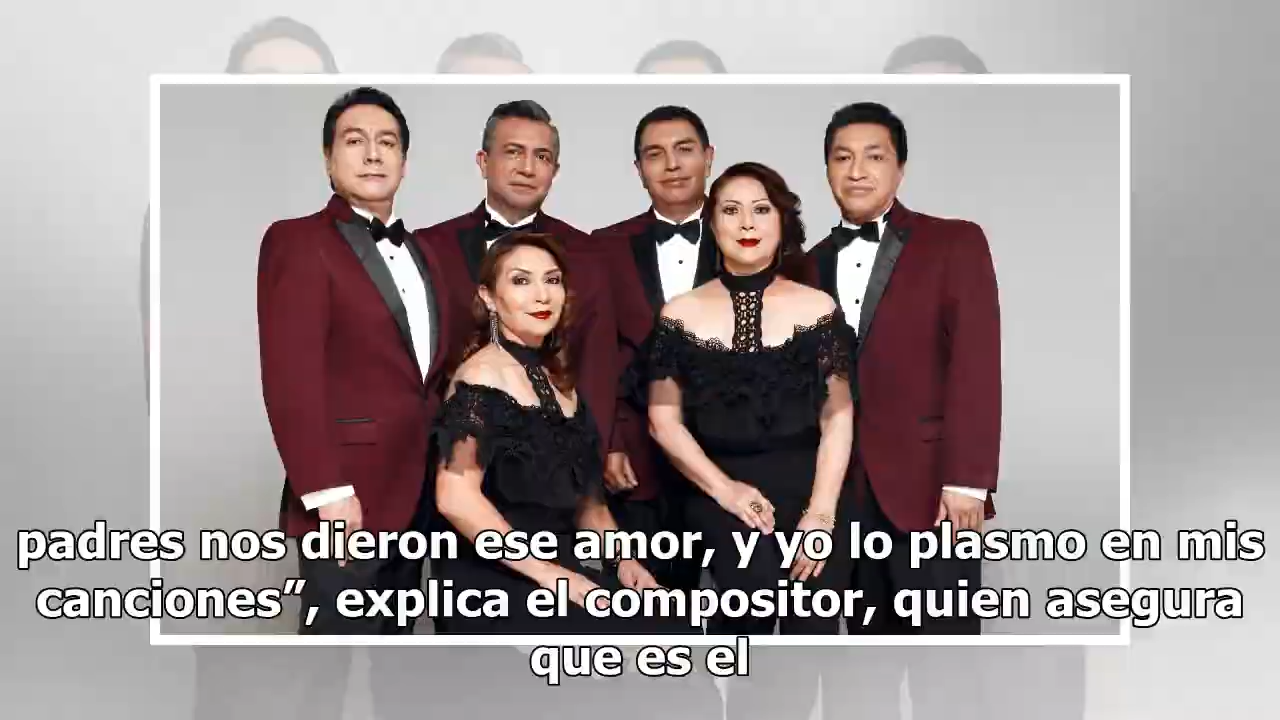 padres nos dieron ese amor, y yo lo plasmo en mis
canciones”, explica el compositor, quien asegura
que es el